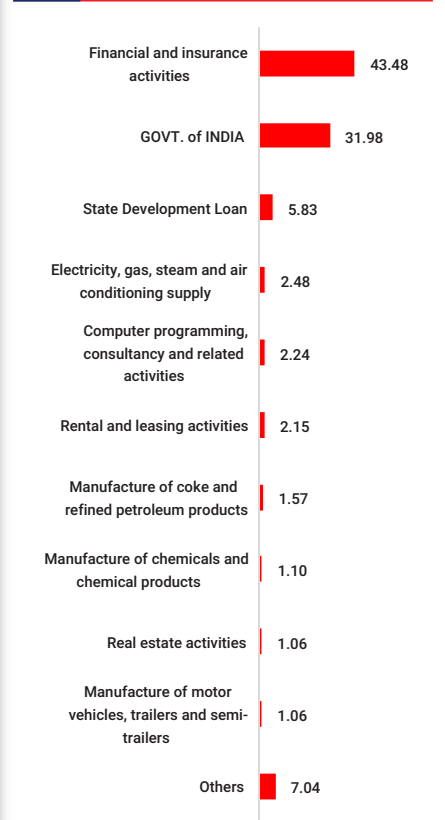 Financial and insurance
activities
43.48
GOVT. of INDIA
31.98
State Development Loan
5.83
Electricity, gas, steam and air
conditioning supply
2.48
Computer programming,
consultancy and related
activities
2.24
Rental and leasing activities
2.15
Manufacture of coke and
refined petroleum products
1.57
Manufacture of chemicals and
chemical products
1.10
Real estate activities
1.06
Manufacture of motor
vehicles, trailers and semi-
trailers
1.06
Others
7.04